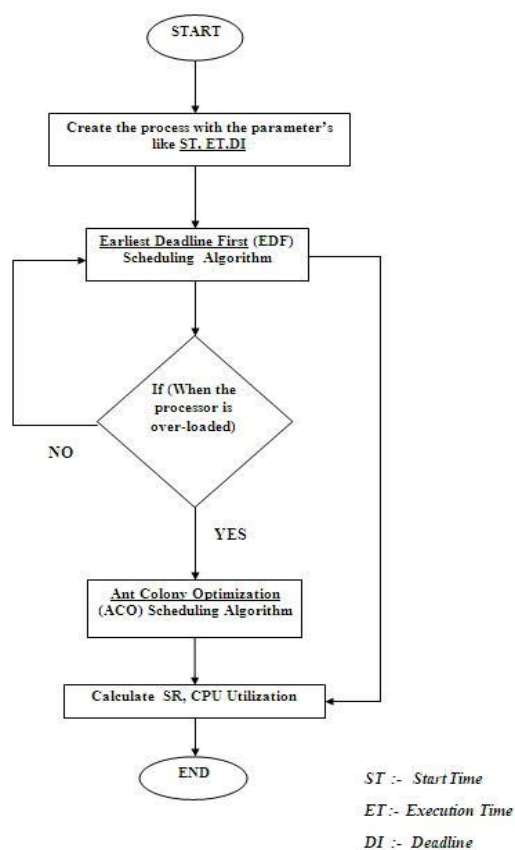 START
Create the process with the parameter's
like ST. ET.DI
Earliest Deadline First (EDF)
Scheduling Algorithm
If (When the
processor is
over-loaded)
NO
YES
Ant Colony Optimization
(ACO) Scheduling Algorithm
Calculate SR, CPU Utilization
END
ST :- Start Time
ET :- Execution Time
DI :- Deadline